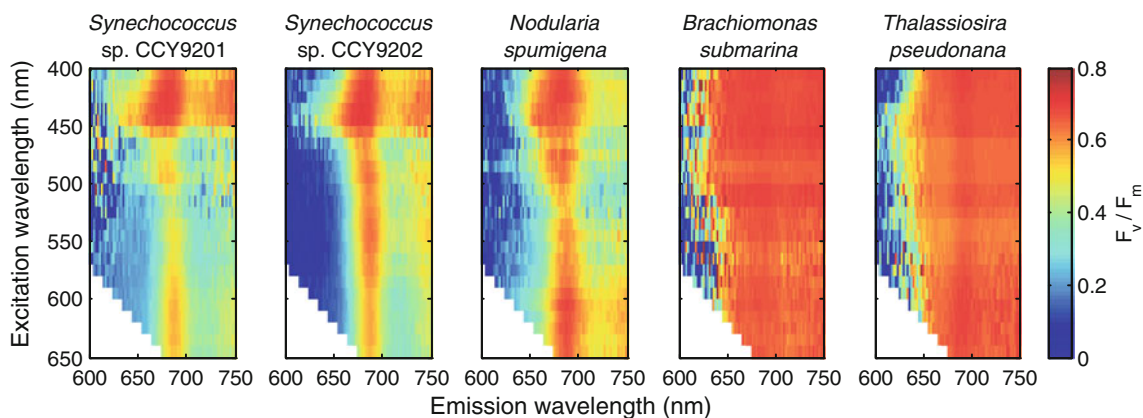 Synechococcus
sp. CCY9201
Synechococcus
sp. CCY9202
Nodularia
spumigena
Brachiomonas
submarina
Thalassiosira
pseudonana
Excitation wavelength (nm)
400
450
500
550
600
650
600 650 700 750
600 650 700 750
600 650 700 750
600 650 700 750
600 650 700 750
Emission wavelength (nm)
0.8
0.6
0.4
0.2
0
Fv / Fm